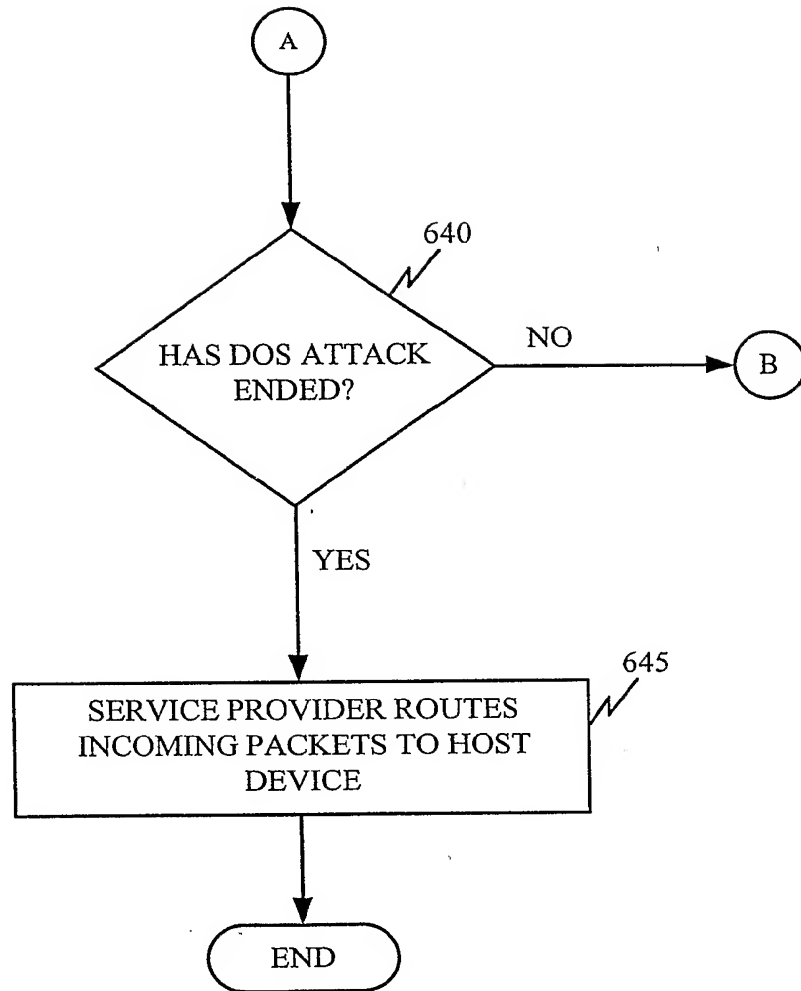 A
640
HAS DOS ATTACK
ENDED?
NO
B
YES
645
SERVICE PROVIDER ROUTES
INCOMING PACKETS TO HOST
DEVICE
END